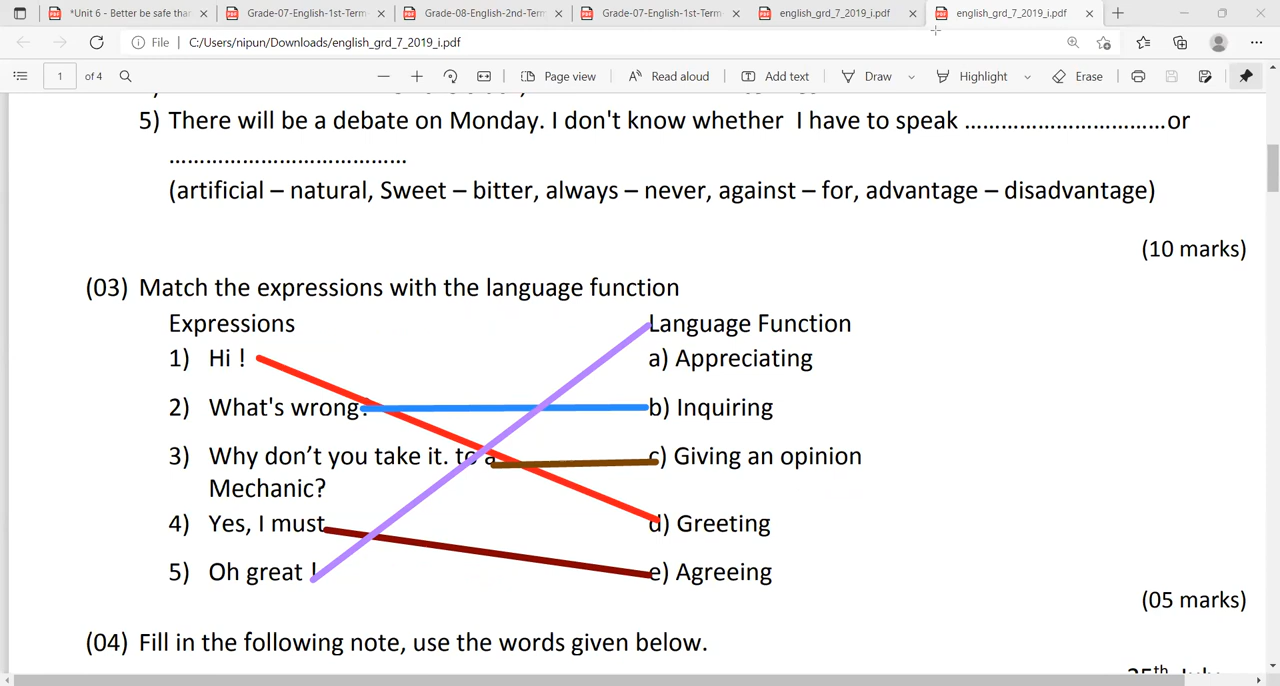 *Unit 6 - Better be safe than
Grade-07-English-1st-Term-
Grade-08-English-2nd-Term-
Grade-07-English-1st-Term-
english_grd_7_2019_i.pdf
english_grd_7_2019_i.pdf
File C:/Users/nipun/Downloads/english_grd_7_2019_i.pdf
1 of 4 Page view Read aloud Add text Draw Highlight Erase
5) There will be a debate on Monday. I don't know whether I have to speak ……………………………or
…………………………………
(artificial – natural, Sweet – bitter, always – never, against – for, advantage – disadvantage)
(10 marks)
(03) Match the expressions with the language function
Expressions Language Function
1) Hi ! a) Appreciating
2) What's wrong? b) Inquiring
3) Why don’t you take it. to a c) Giving an opinion
Mechanic?
4) Yes, I must d) Greeting
5) Oh great ! e) Agreeing
(05 marks)
(04) Fill in the following note, use the words given below.
25th July